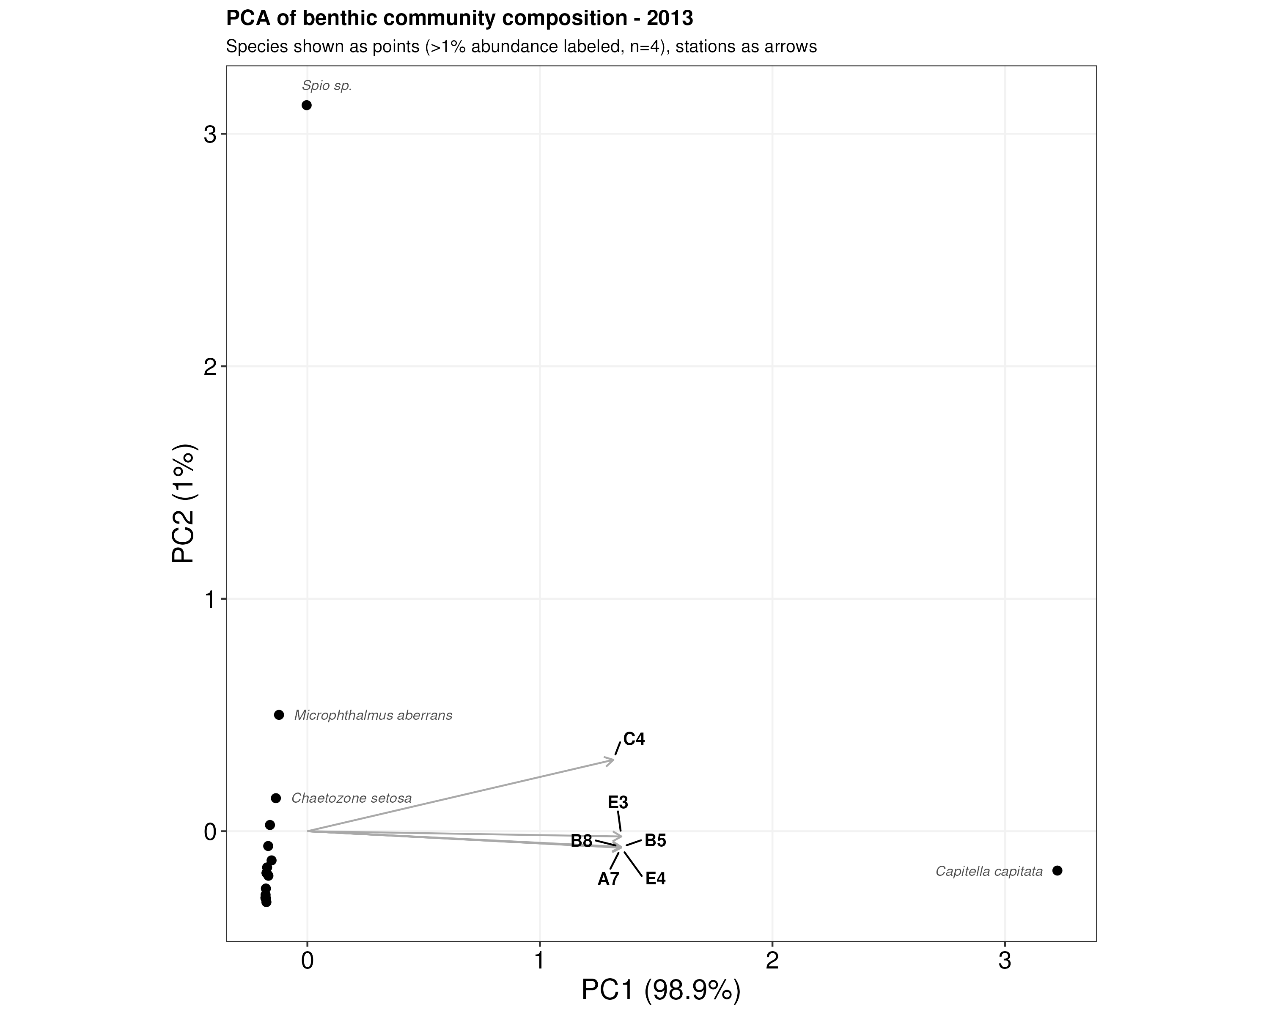 PCA of benthic community composition - 2013
Species shown as points (>1% abundance labeled, n=4), stations as arrows
Spio sp.
3
2
PC2 (1%)
1
Microphthalmus aberrans
C4
Chaetozone setosa
E3
0
B8
B5
A7
E4
Capitella capitata
0
1
2
3
PC1 (98.9%)